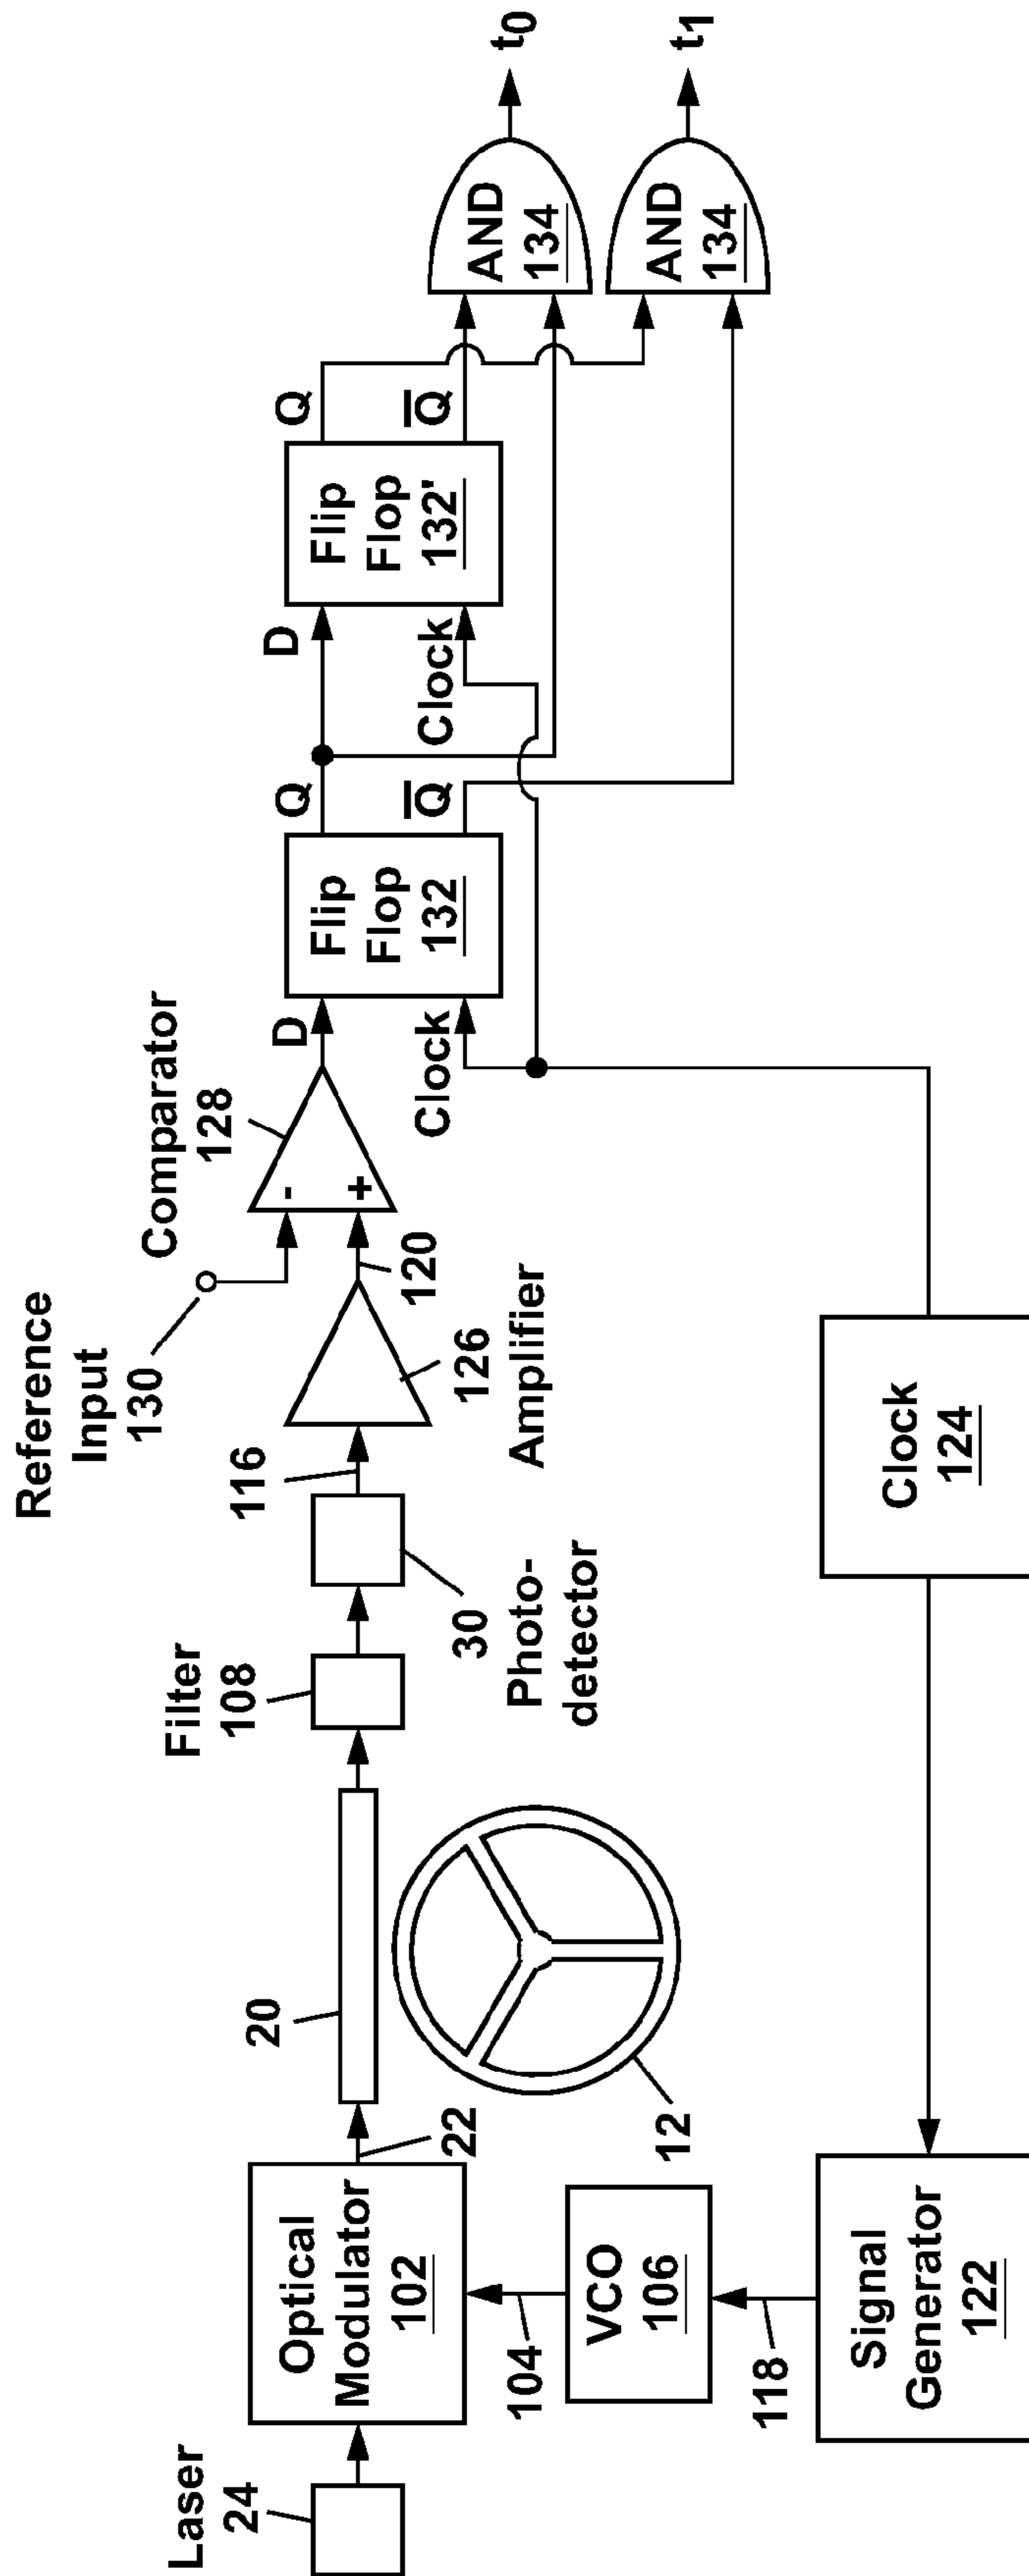 Laser
24
Optical
Modulator
102
22
20
12
104
VCO
106
118
Signal
Generator
122
Filter
108
30
Photo-
detector
116
126
Amplifier
Reference
Input
130
120
Comparator
128
-
+
D
Clock
Flip
Flop
132
Q
Q
D
Clock
Flip
Flop
132'
Q
Q
AND
134
t0
AND
134
t1
Clock
124